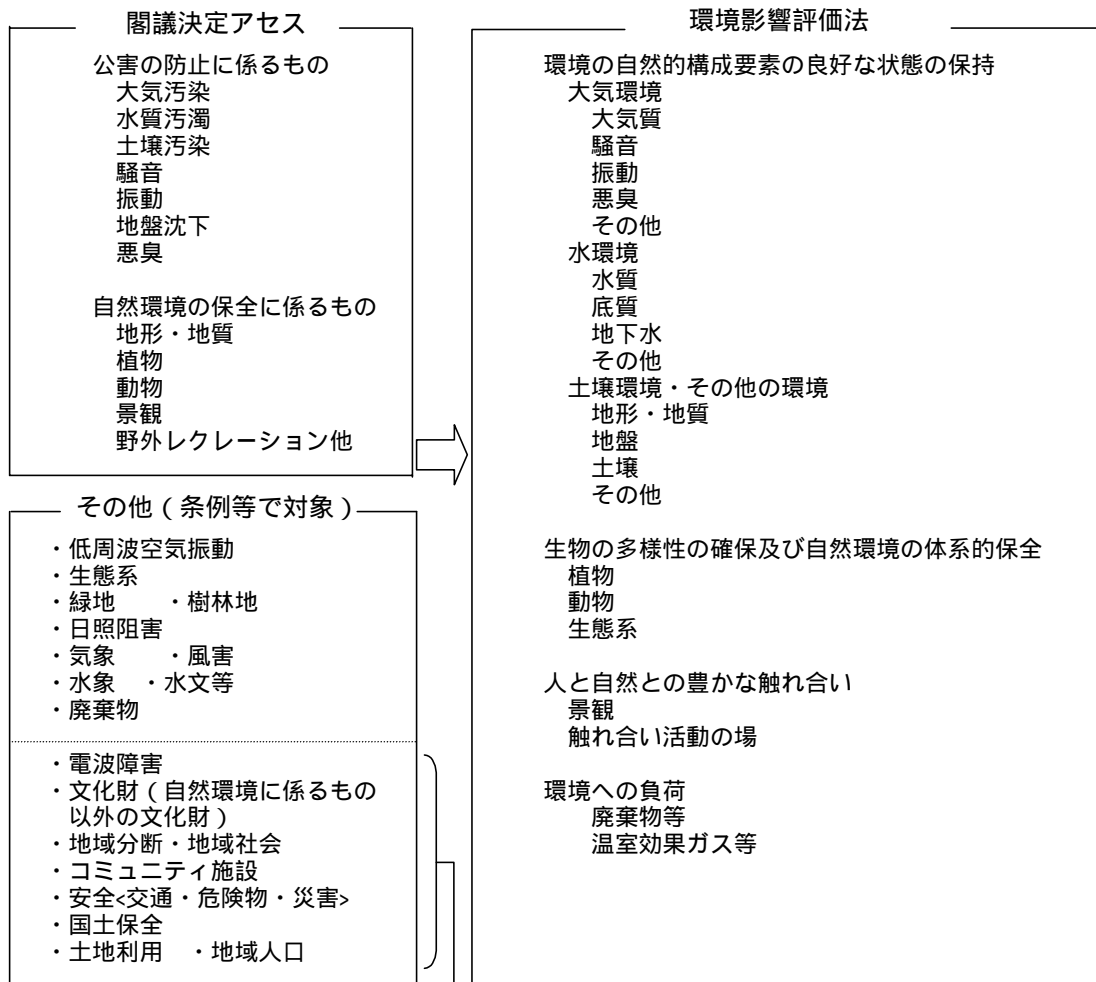 閣議決定アセス
公害の防止に係るもの
大気汚染
水質汚濁
土壌汚染
騒音
振動
地盤沈下
悪臭
自然環境の保全に係るもの
地形・地質
植物
動物
景観
野外レクレーション他
その他(条例等で対象)
・低周波空気振動
・生態系
・緑地 ・樹林地
・日照阻害
・気象 ・風害
・水象 ・水文等
・廃棄物
・電波障害
・文化財(自然環境に係るもの
以外の文化財)
・地域分断・地域社会
・コミュニティ施設
・安全<交通・危険物・災害>
・国土保全
・土地利用 ・地域人口
環境影響評価法
環境の自然的構成要素の良好な状態の保持
大気環境
大気質
騒音
振動
悪臭
その他
水環境
水質
底質
地下水
その他
土壌環境・その他の環境
地形・地質
地盤
土壌
その他
生物の多様性の確保及び自然環境の体系的保全
植物
動物
生態系
人と自然との豊かな触れ合い
景観
触れ合い活動の場
環境への負荷
廃棄物等
温室効果ガス等